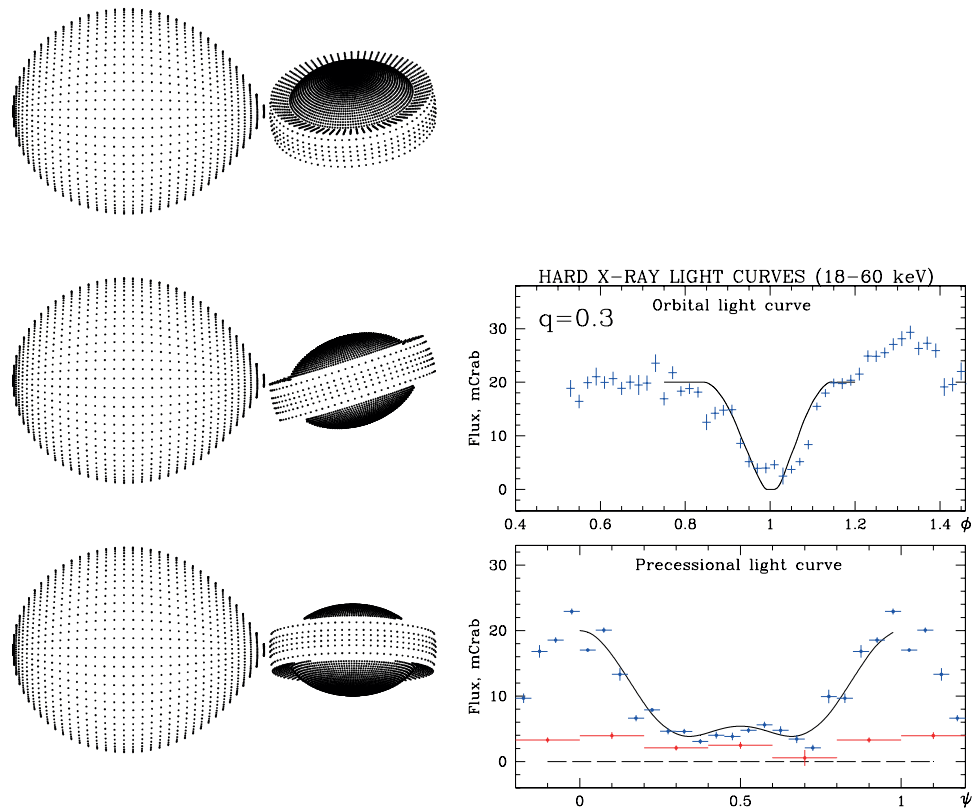 HARD X-RAY LIGHT CURVES (18-60 keV)
Orbital light curve
q=0.3
Flux, mCrab
30
20
10
0
0.4 0.6 0.8 1 1.2 1.4 ϕ
Precessional light curve
Flux, mCrab
30
20
10
0
0 0.5 1 ψ